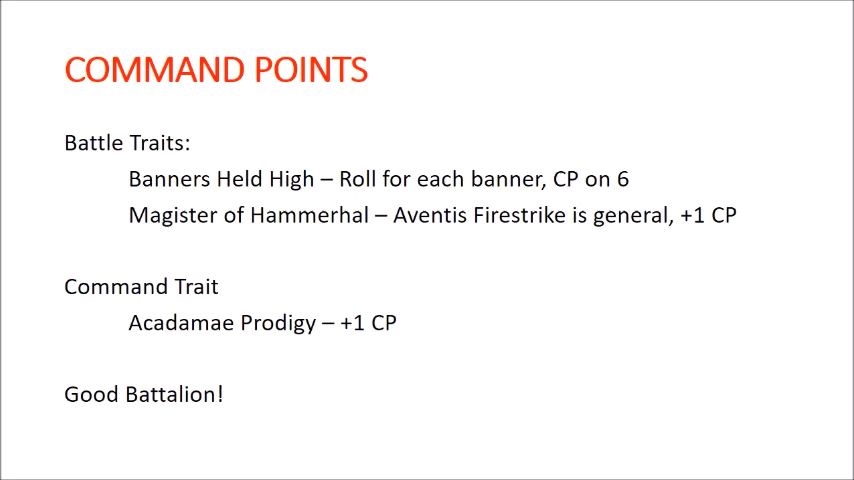 COMMAND POINTS
Battle Traits:
Banners Held High – Roll for each banner, CP on 6
Magister of Hammerhal – Aventis Firestrike is general, +1 CP
Command Trait
Acadamae Prodigy – +1 CP
Good Battalion!